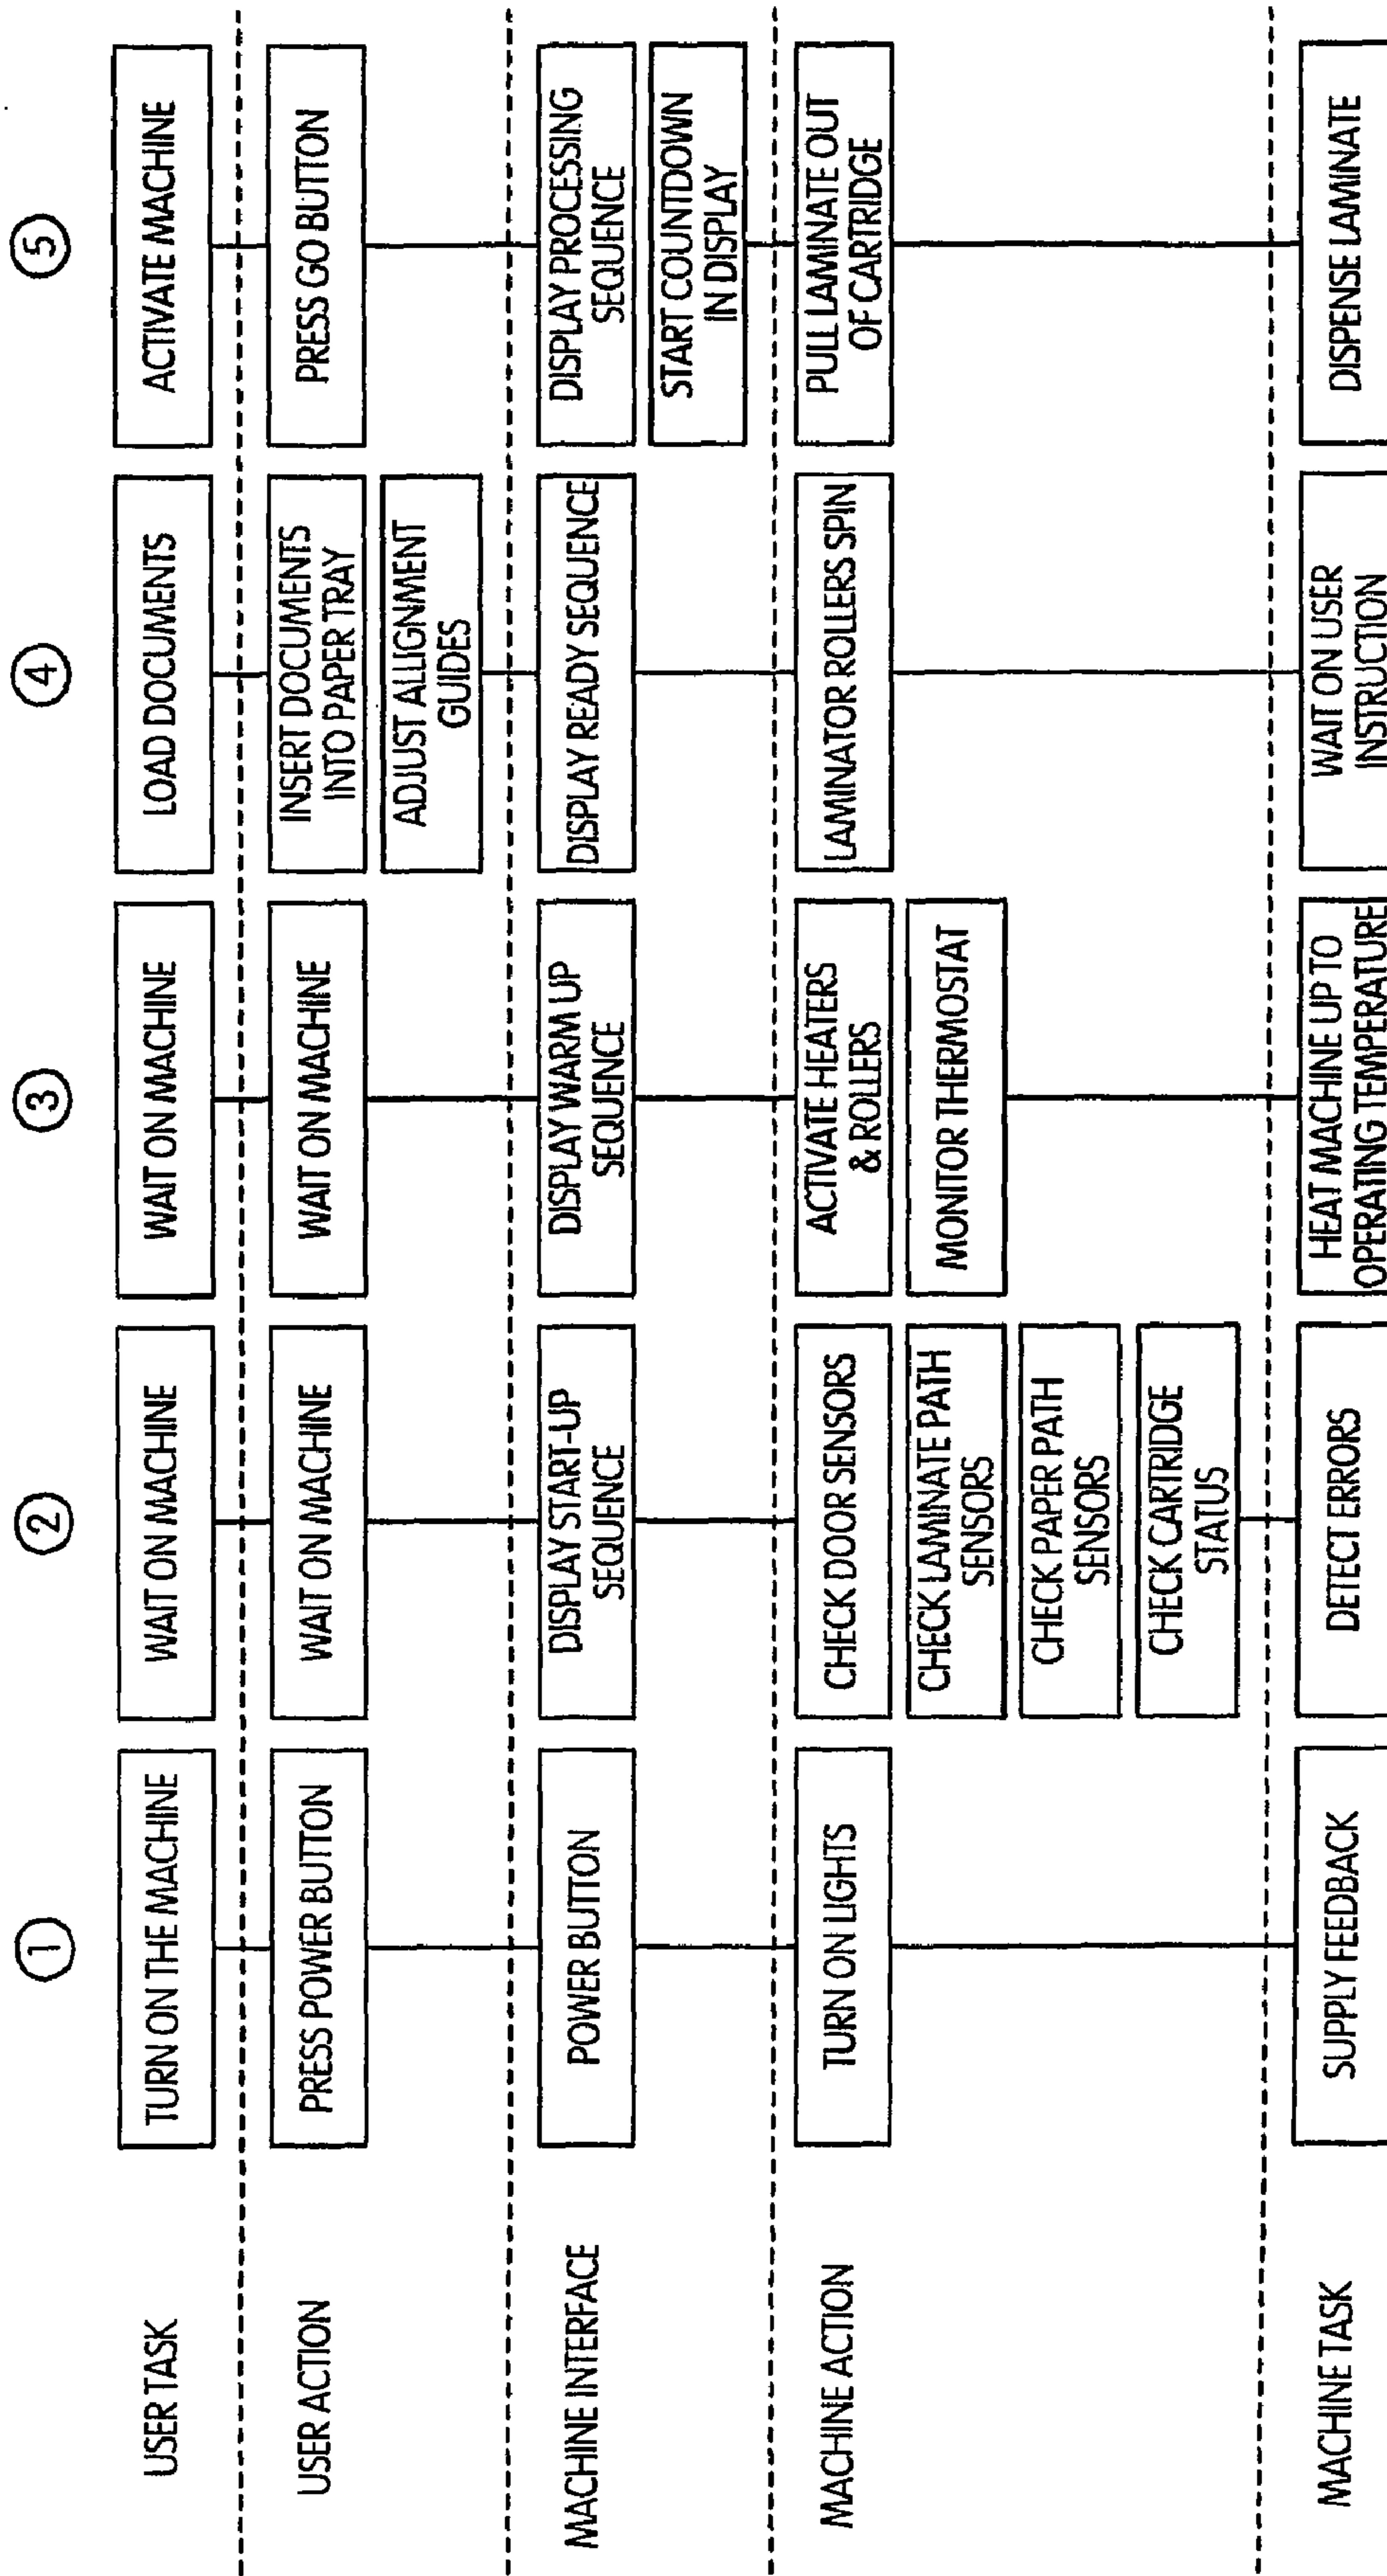 1
2
3
4
5
USER TASK
TURN ON THE MACHINE
WAIT ON MACHINE
WAIT ON MACHINE
LOAD DOCUMENTS
ACTIVATE MACHINE
USER ACTION
PRESS POWER BUTTON
WAIT ON MACHINE
WAIT ON MACHINE
INSERT DOCUMENTS
INTO PAPER TRAY
ADJUST ALLIGNMENT
GUIDES
PRESS GO BUTTON
MACHINE INTERFACE
POWER BUTTON
DISPLAY START-UP
SEQUENCE
DISPLAY WARM UP
SEQUENCE
DISPLAY READY SEQUENCE
DISPLAY PROCESSING
SEQUENCE
START COUNTDOWN
IN DISPLAY
MACHINE ACTION
TURN ON LIGHTS
CHECK DOOR SENSORS
CHECK LAMINATE PATH
SENSORS
CHECK PAPER PATH
SENSORS
CHECK CARTRIDGE
STATUS
ACTIVATE HEATERS
& ROLLERS
MONITOR THERMOSTAT
LAMINATOR ROLLERS SPIN
PULL LAMINATE OUT
OF CARTRIDGE
MACHINE TASK
SUPPLY FEEDBACK
DETECT ERRORS
HEAT MACHINE UP TO
OPERATING TEMPERATURE
WAIT ON USER
INSTRUCTION
DISPENSE LAMINATE